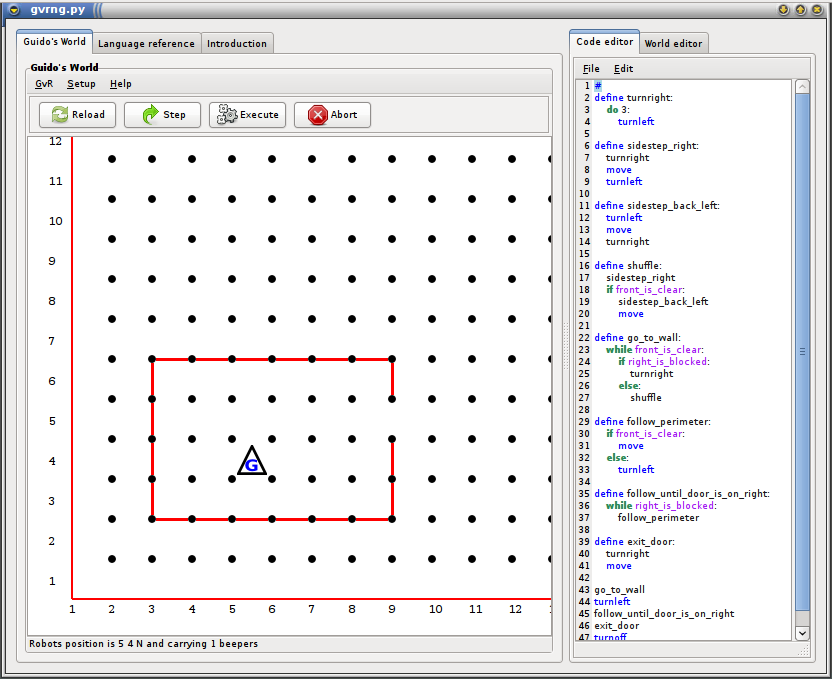 gvrng.py
Guido's World
Language reference
Introduction
Guido's World
GvR Setup Help
Reload Step Execute Abort
12
11
10
9
8
7
6
5
4
3
2
1
G
1 2 3 4 5 6 7 8 9 10 11 12
Robots position is 5 4 N and carrying 1 beepers
Code editor
World editor
File Edit
1 #
2 define turnright:
3 do 3:
4 turnleft
5
6 define sidestep_right:
7 turnright
8 move
9 turnleft
10
11 define sidestep_back_left:
12 turnleft
13 move
14 turnright
15
16 define shuffle:
17 sidestep_right
18 if front_is_clear:
19 sidestep_back_left
20 move
21
22 define go_to_wall:
23 while front_is_clear:
24 if right_is_blocked:
25 turnright
26 else:
27 shuffle
28
29 define follow_perimeter:
30 if front_is_clear:
31 move
32 else:
33 turnleft
34
35 define follow_until_door_is_on_right:
36 while right_is_blocked:
37 follow_perimeter
38
39 define exit_door:
40 turnright
41 move
42
43 go_to_wall
44 turnleft
45 follow_until_door_is_on_right
46 exit_door
47 turnoff